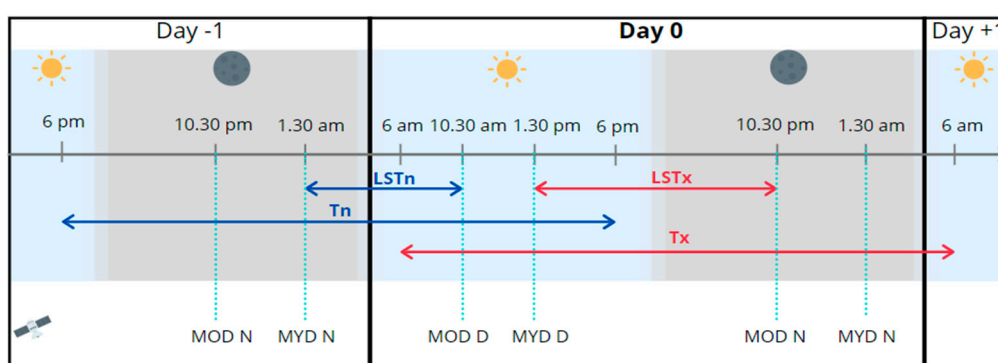 Day -1
Day 0
Day +1
6 pm
10.30 pm
1.30 am
6 am
10.30 am
1.30 pm
6 pm
10.30 pm
1.30 am
6 am
LSTn
LSTx
Tn
Tx
MOD N
MYD N
MOD D
MYD D
MOD N
MYD N